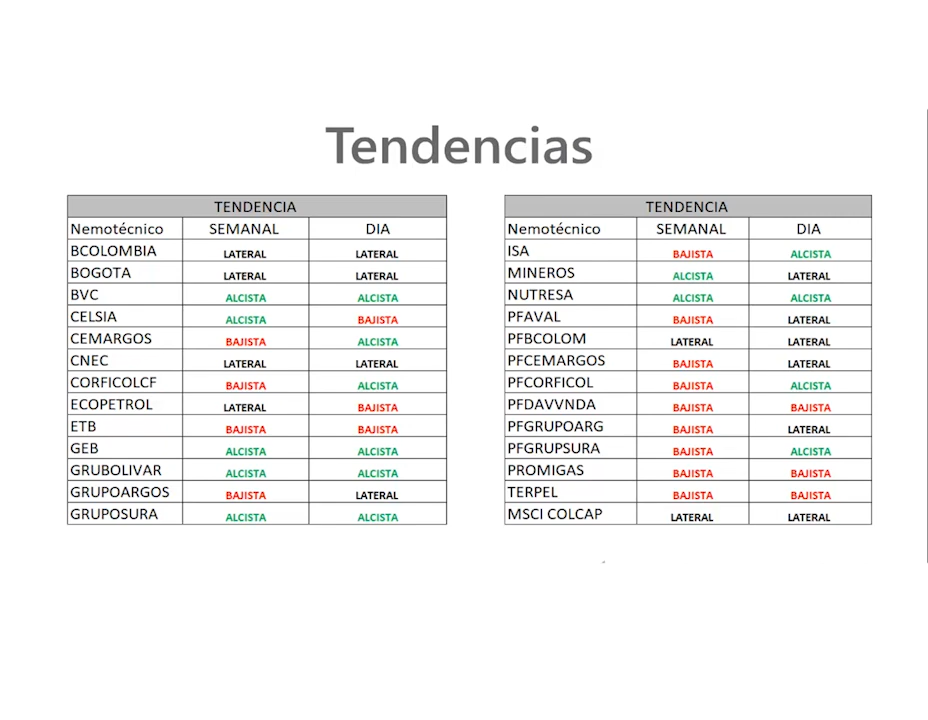 Tendencias
TENDENCIA
Nemotécnico SEMANAL DIA
BCOLOMBIA LATERAL LATERAL
BOGOTA LATERAL LATERAL
BVC ALCISTA ALCISTA
CELSIA ALCISTA BAJISTA
CEMARGOS BAJISTA ALCISTA
CNEC LATERAL LATERAL
CORFICOLCF BAJISTA ALCISTA
ECOPETROL LATERAL BAJISTA
ETB BAJISTA BAJISTA
GEB ALCISTA ALCISTA
GRUBOLIVAR ALCISTA ALCISTA
GRUPOARGOS BAJISTA LATERAL
GRUPOSURA ALCISTA ALCISTA
TENDENCIA
Nemotécnico SEMANAL DIA
ISA BAJISTA ALCISTA
MINEROS ALCISTA LATERAL
NUTRESA ALCISTA ALCISTA
PFAVAL BAJISTA LATERAL
PFBCOLOM LATERAL LATERAL
PFCEMARGOS BAJISTA LATERAL
PFCORFICOL BAJISTA ALCISTA
PFDAVVNDA BAJISTA BAJISTA
PFGRUPOARG BAJISTA LATERAL
PFGRUPSURA BAJISTA ALCISTA
PROMIGAS BAJISTA BAJISTA
TERPEL BAJISTA BAJISTA
MSCI COLCAP LATERAL LATERAL